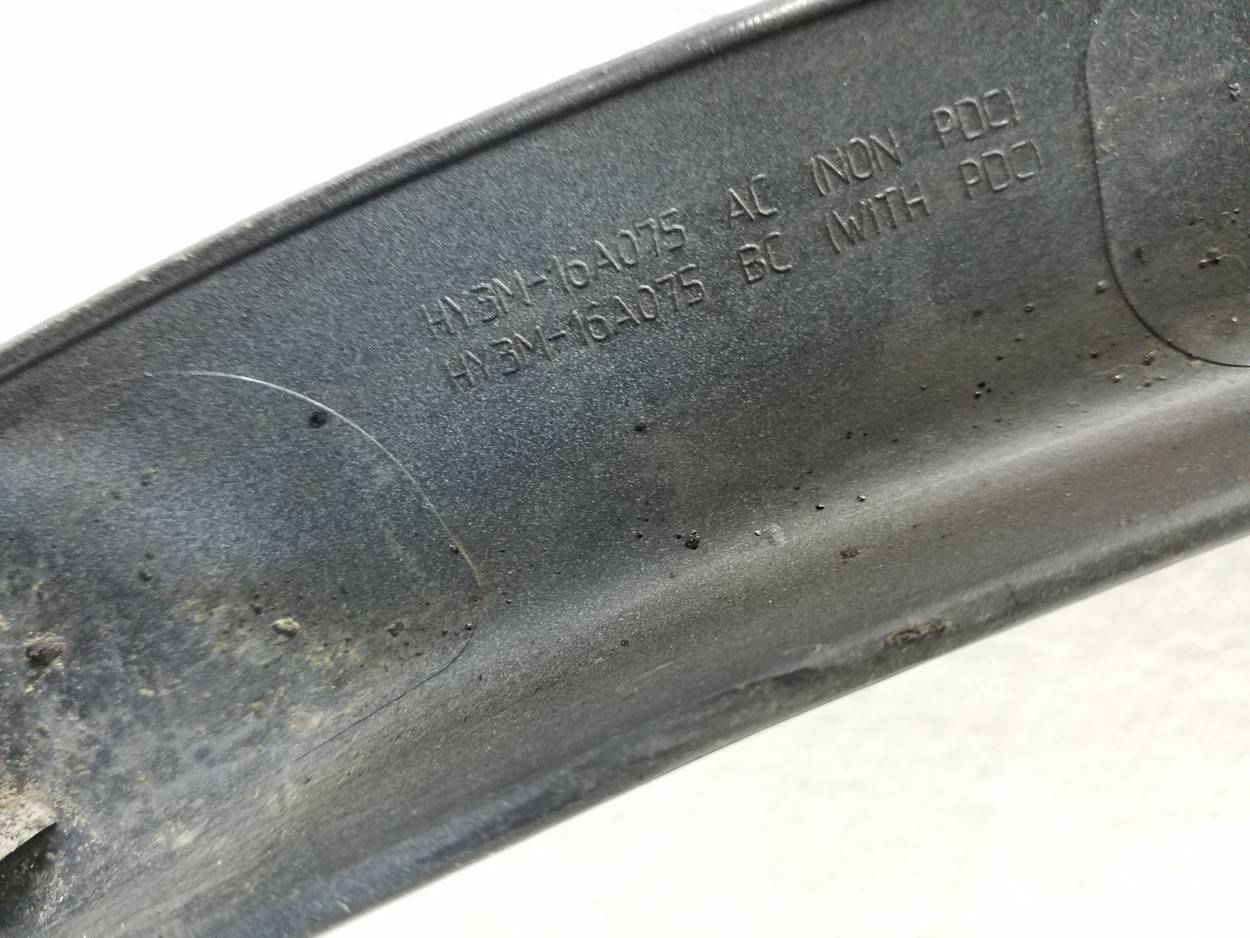 HY3M-16A075 AC (NON PDC)
HY3M-16A075 BC (WITH PDC)